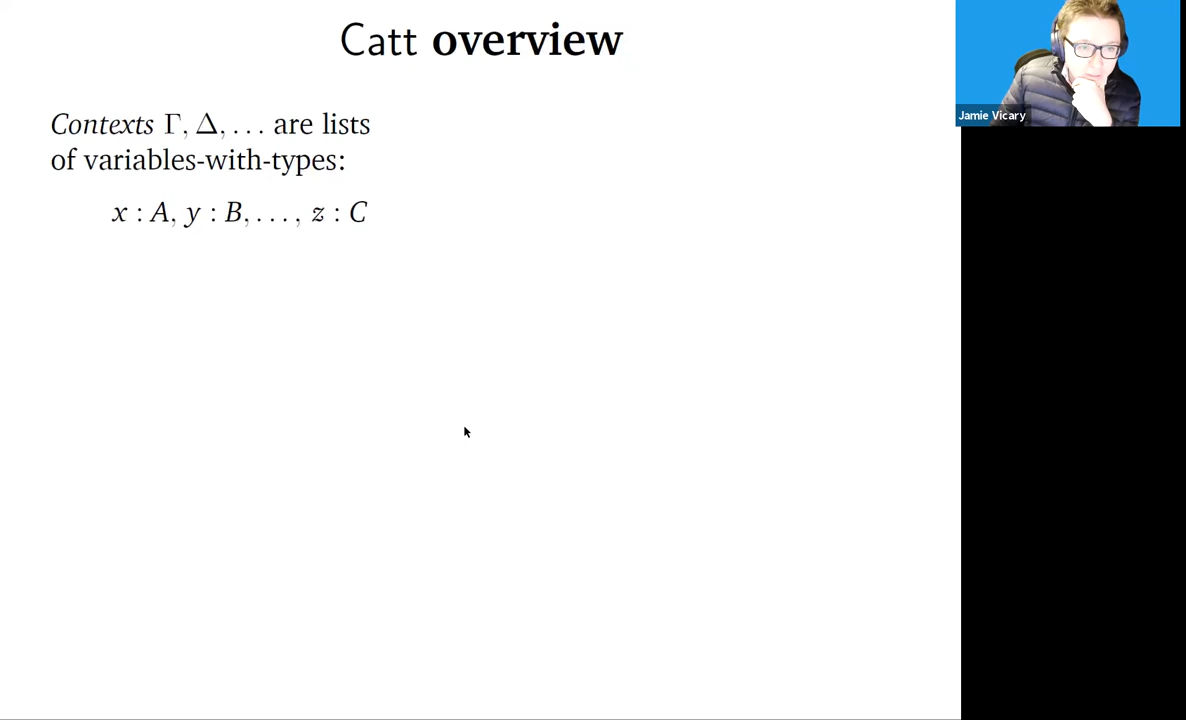 Catt overview
Jamie Vicary
Contexts Γ, Δ, … are lists
of variables-with-types:
x : A, y : B, … , z : C